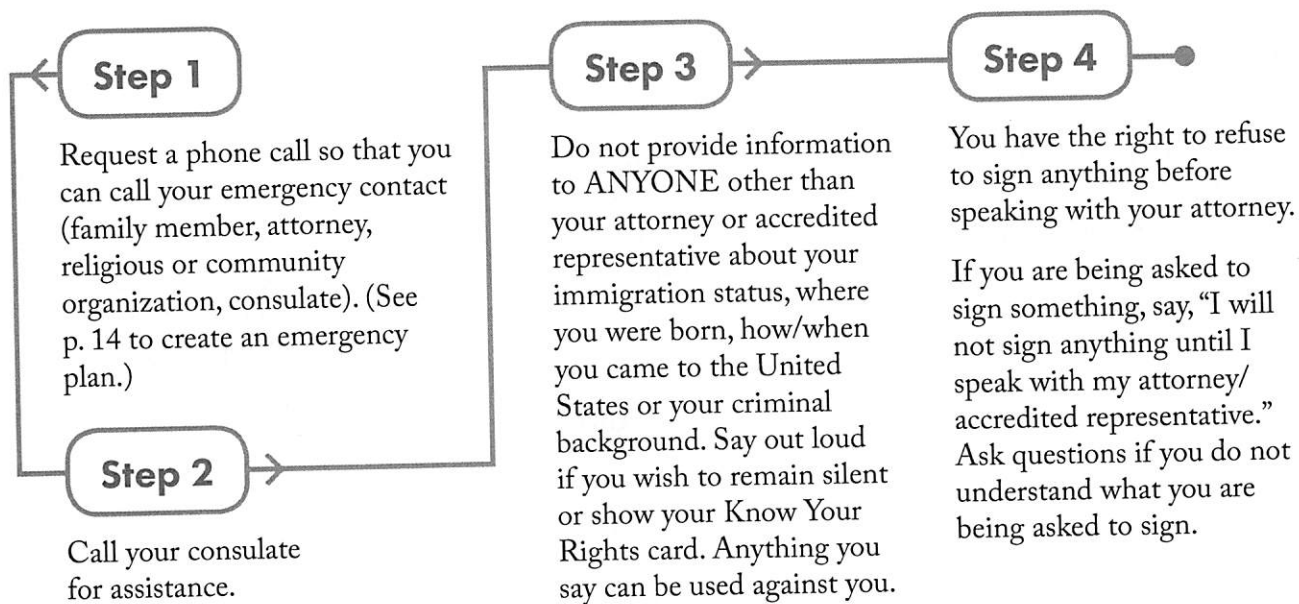 Step 1
Request a phone call so that you
can call your emergency contact
(family member, attorney,
religious or community
organization, consulate). (See
p. 14 to create an emergency
plan.)
Step 2
Call your consulate
for assistance.
Step 3
Do not provide information
to ANYONE other than
your attorney or accredited
representative about your
immigration status, where
you were born, how/when
you came to the United
States or your criminal
background. Say out loud
if you wish to remain silent
or show your Know Your
Rights card. Anything you
say can be used against you.
Step 4
You have the right to refuse
to sign anything before
speaking with your attorney.
If you are being asked to
sign something, say, “I will
not sign anything until I
speak with my attorney/
accredited representative.”
Ask questions if you do not
understand what you are
being asked to sign.